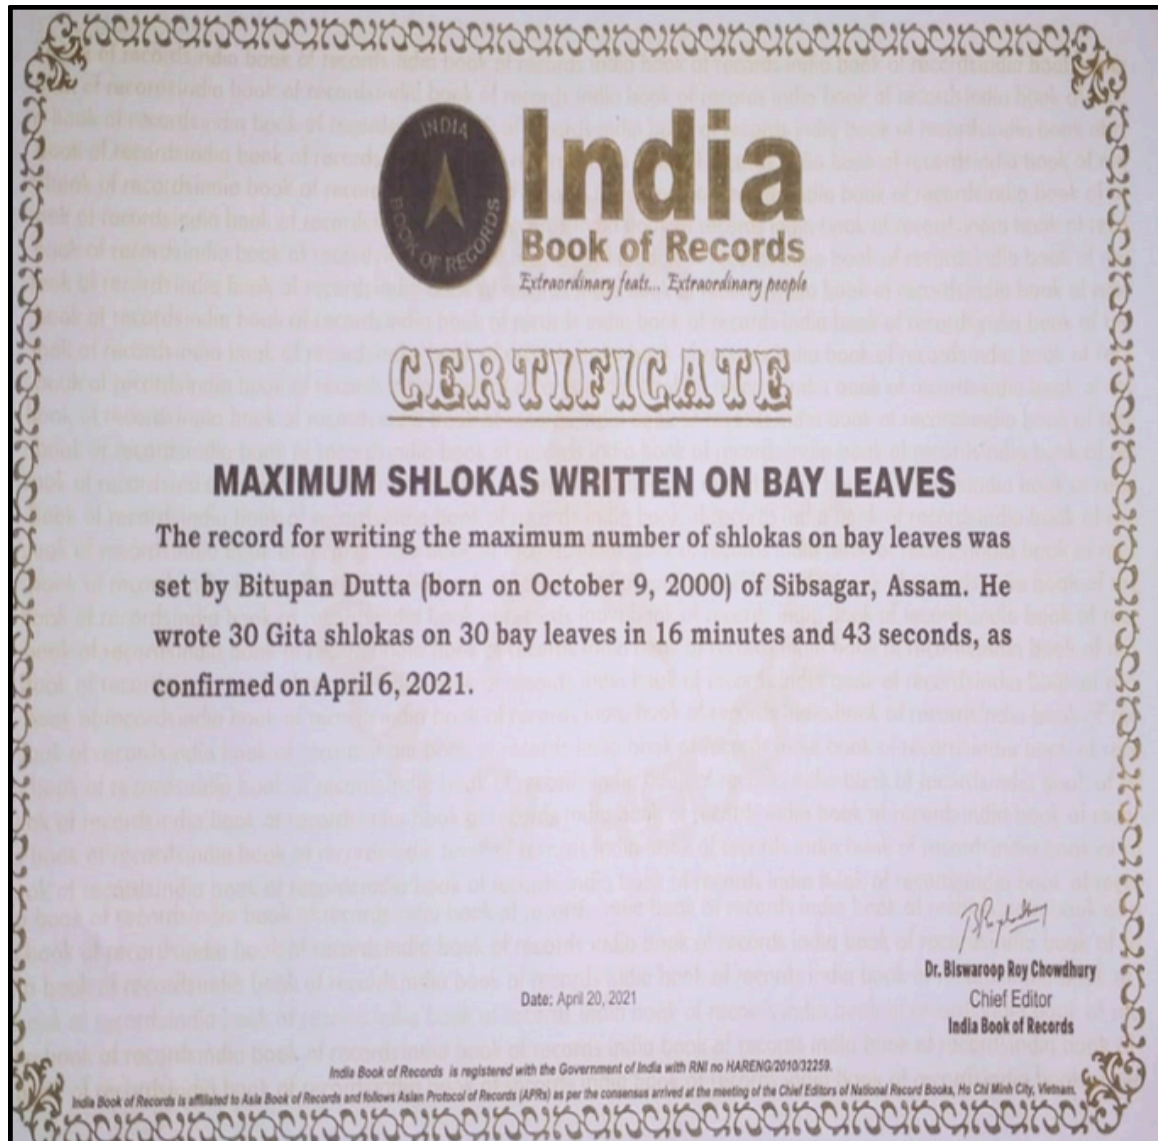 INDIA
BOOK OF RECORDS
India
Book of Records
Extraordinary feats... Extraordinary people
CERTIFICATE
MAXIMUM SHLOKAS WRITTEN ON BAY LEAVES
The record for writing the maximum number of shlokas on bay leaves was
set by Bitupan Dutta (born on October 9, 2000) of Sibsagar, Assam. He
wrote 30 Gita shlokas on 30 bay leaves in 16 minutes and 43 seconds, as
confirmed on April 6, 2021.
Dr. Biswaroop Roy Chowdhury
Date: April 20, 2021
Chief Editor
India Book of Records
India Book of Records is registered with the Government of India with RNI no HARENG/2010/32259.
India Book of Records is affiliated to Asia Book of Records and follows Asian Protocol of Records (APRs) as per the consensus arrived at the meeting of the Chief Editors of National Record Books, Ho Chi Minh City, Vietnam.